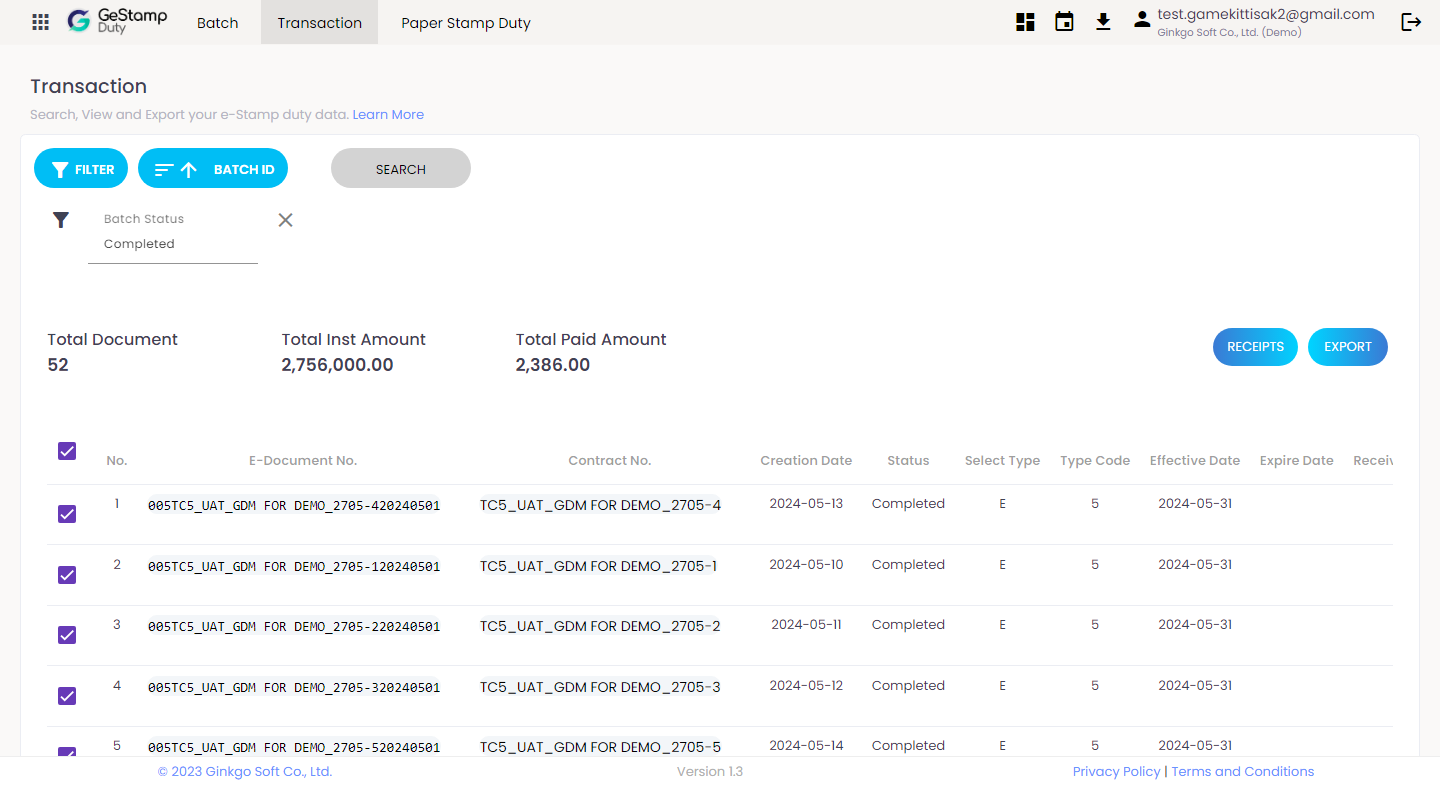 GeStamp
Duty
Batch
Transaction
Paper Stamp Duty
test.gamekittisak2@gmail.com
Ginkgo Soft Co., Ltd. (Demo)
Transaction
Search, View and Export your e-Stamp duty data. Learn More
FILTER
BATCH ID
SEARCH
Batch Status
Completed
Total Document
52
Total Inst Amount
2,756,000.00
Total Paid Amount
2,386.00
RECEIPTS
EXPORT
No. E-Document No. Contract No. Creation Date Status Select Type Type Code Effective Date Expire Date Receiv
1 005TC5_UAT_GDM FOR DEMO_2705-420240501 TC5_UAT_GDM FOR DEMO_2705-4 2024-05-13 Completed E 5 2024-05-31
2 005TC5_UAT_GDM FOR DEMO_2705-120240501 TC5_UAT_GDM FOR DEMO_2705-1 2024-05-10 Completed E 5 2024-05-31
3 005TC5_UAT_GDM FOR DEMO_2705-220240501 TC5_UAT_GDM FOR DEMO_2705-2 2024-05-11 Completed E 5 2024-05-31
4 005TC5_UAT_GDM FOR DEMO_2705-320240501 TC5_UAT_GDM FOR DEMO_2705-3 2024-05-12 Completed E 5 2024-05-31
5 005TC5_UAT_GDM FOR DEMO_2705-520240501 TC5_UAT_GDM FOR DEMO_2705-5 2024-05-14 Completed E 5 2024-05-31
© 2023 Ginkgo Soft Co., Ltd.
Version 1.3
Privacy Policy | Terms and Conditions